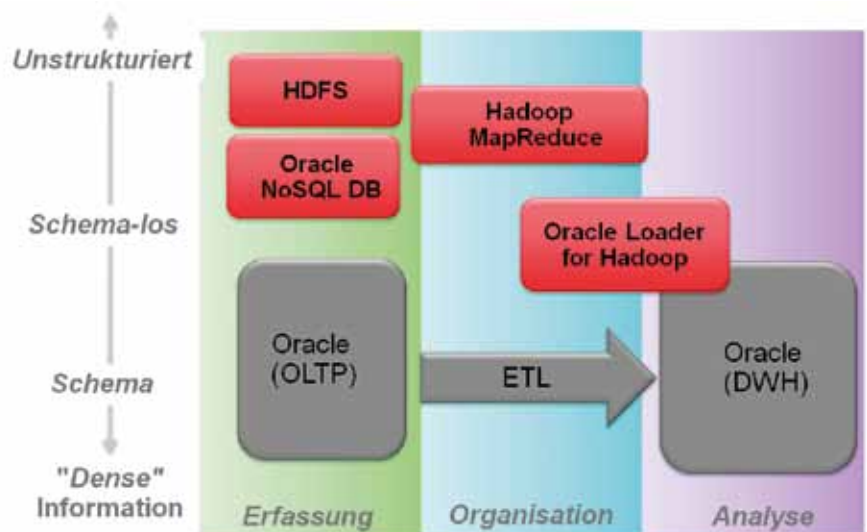 Unstrukturiert
HDFS
Hadoop
MapReduce
Oracle
NoSQL DB
Schema-los
Oracle Loader
for Hadoop
Oracle
(OLTP)
ETL
Oracle
(DWH)
Schema
"Dense"
Information
Erfassung
Organisation
Analyse